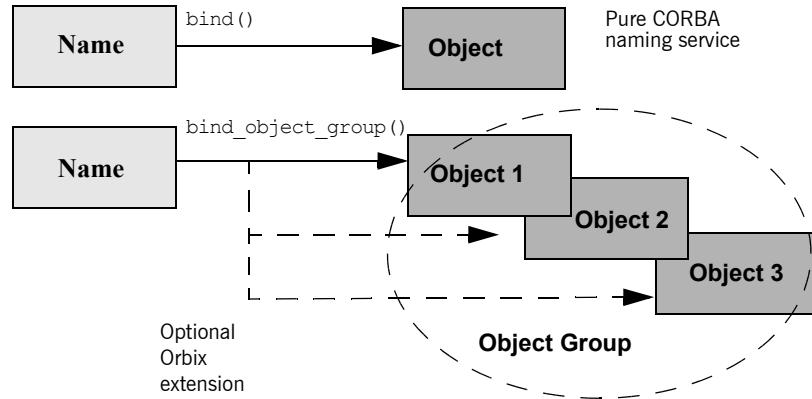 bind()
Name
Object
Pure CORBA
naming service
bind_object_group()
Name
Object 1
Object 2
Object 3
Optional
Orbix
extension
Object Group